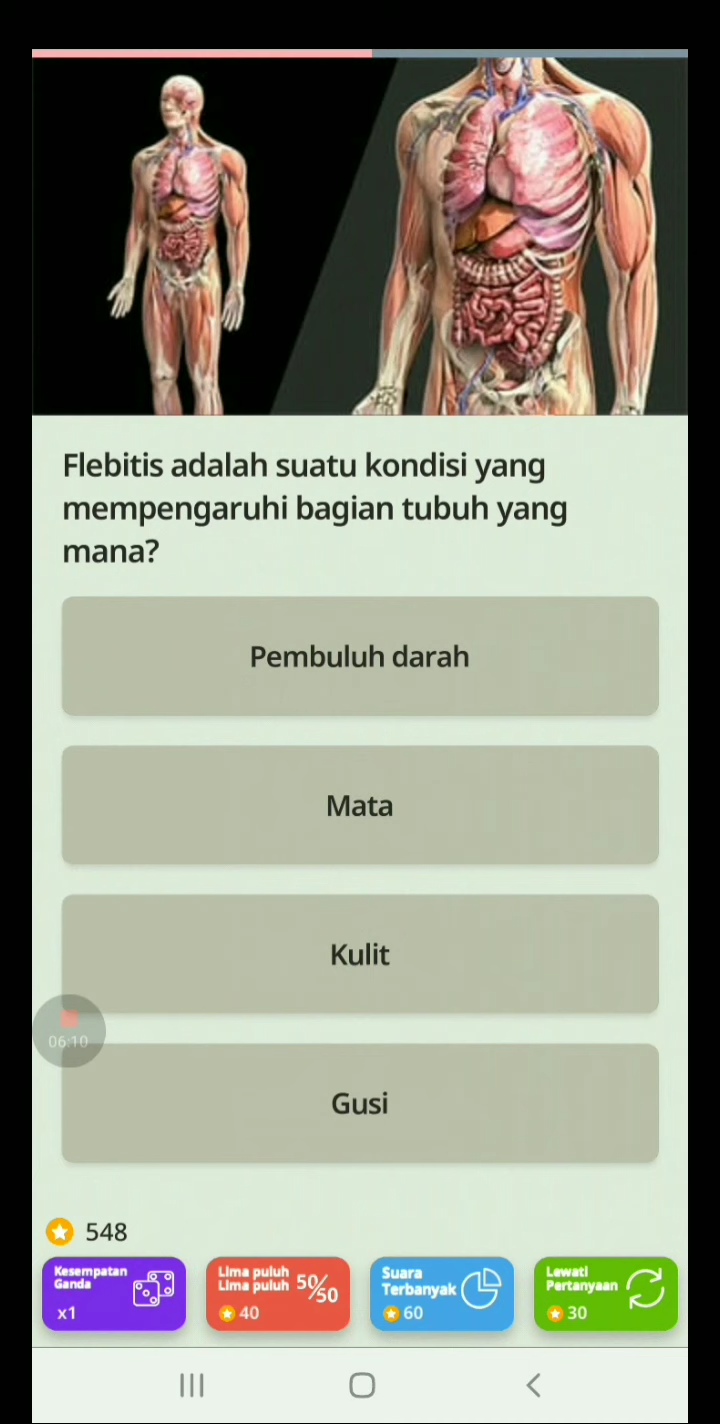 Flebitis adalah suatu kondisi yang
mempengaruhi bagian tubuh yang
mana?
Pembuluh darah
Mata
Kulit
06:10
Gusi
548
Kesempatan
Ganda
x1
Lima puluh
Lima puluh
50/50
40
Suara
Terbanyak
60
Lewati
Pertanyaan
30